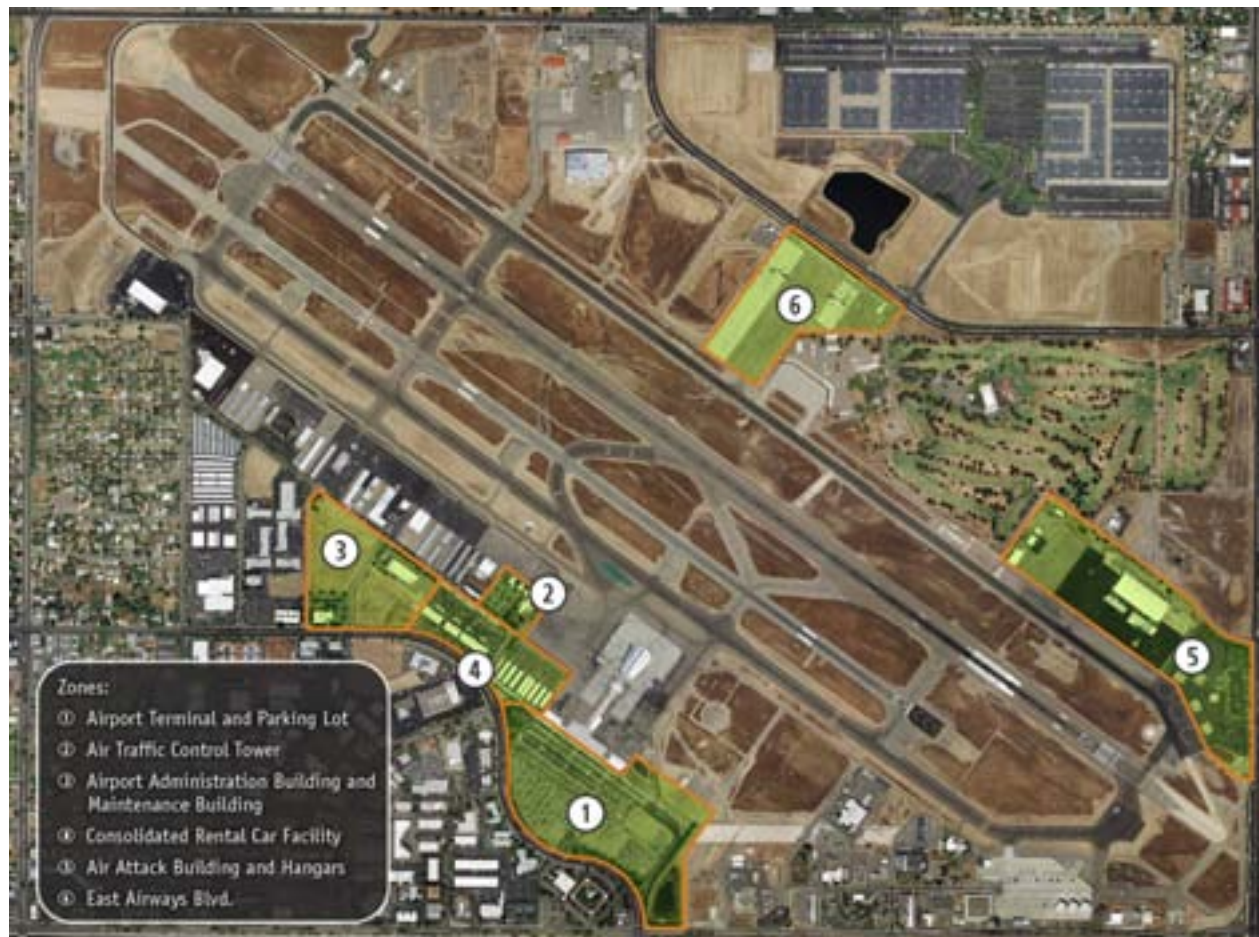 6
3
2
4
5
1
Zones:
① Airport Terminal and Parking Lot
② Air Traffic Control Tower
③ Airport Administration Building and
Maintenance Building
④ Consolidated Rental Car Facility
⑤ Air Attack Building and Hangars
⑥ East Airways Blvd.